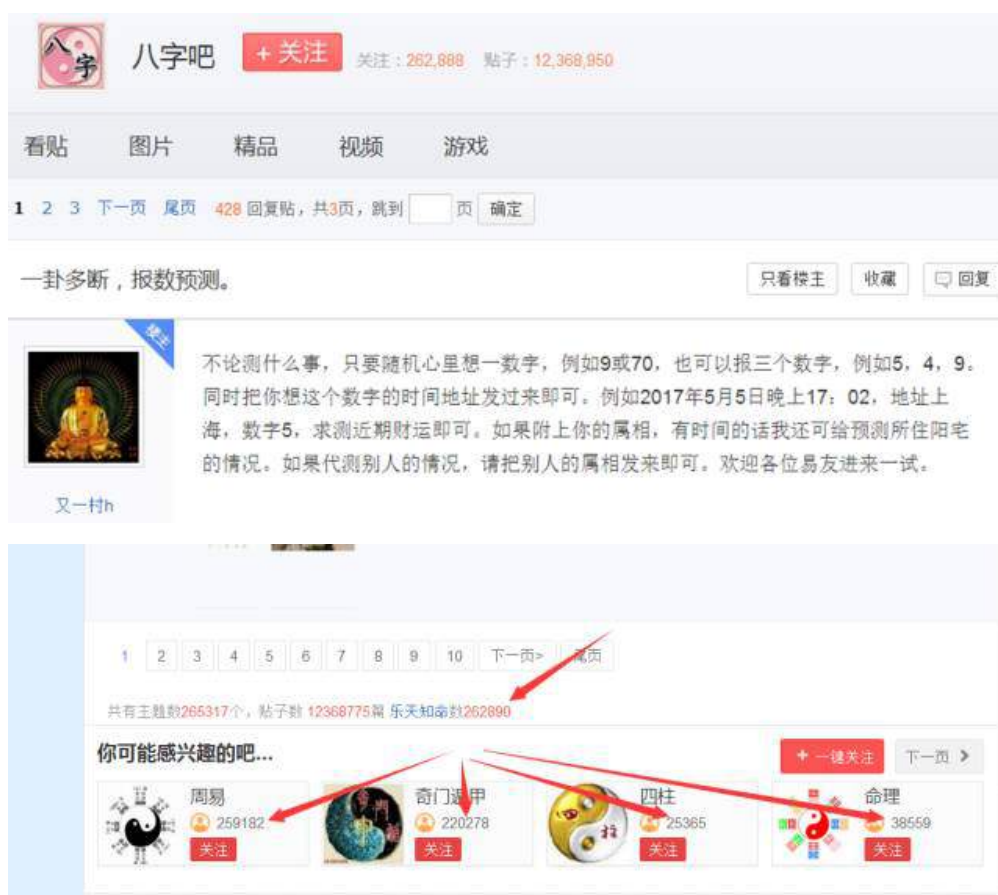 八字
八字吧 + 关注 关注：262,888 贴子：12,368,950
看贴 图片 精品 视频 游戏
1 2 3 下一页 尾页 428 回复贴，共3页，跳到 页 确定
一卦多断，报数预测。 只看楼主 收藏 回复
楼主
不论测什么事，只要随机心里想一数字，例如9或70，也可以报三个数字，例如5，4，9。
同时把你想这个数字的时间地址发过来即可。例如2017年5月5日晚上17：02，地址上
海，数字5，求测近期财运即可。如果附上你的属相，有时间的话我还可给预测所住阳宅
的情况。如果代测别人的情况，请把别人的属相发来即可。欢迎各位易友进来一试。
又一村h
1 2 3 4 5 6 7 8 9 10 下一页> 尾页
共有主题数265317个，贴子数 12368775篇 乐天知命数262890
你可能感兴趣的吧... + 一键关注 下一页 >
周易 奇门遁甲 四柱 命理
259182 220278 25365 38559
关注 关注 关注 关注